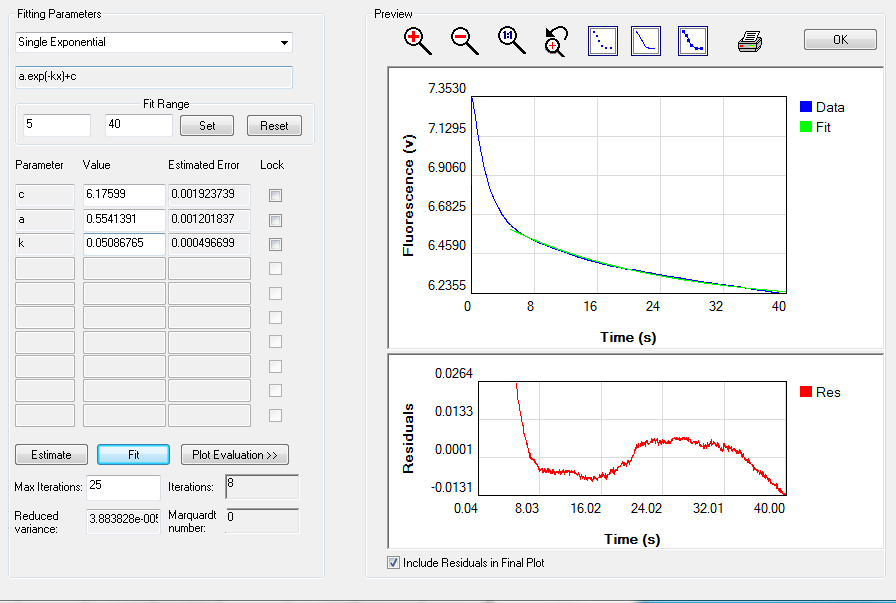 Fitting Parameters
Single Exponential
a.exp(-kx)+c
Fit Range
5 40 Set Reset
Parameter Value Estimated Error Lock
c 6.17599 0.001923739
a 0.5541391 0.001201837
k 0.05086765 0.000496699
Estimate Fit Plot Evaluation >>
Max Iterations: 25 Iterations: 8
Reduced variance: 3.883828e-005 Marquardt number: 0
Preview
1:1
OK
7.3530
7.1295
6.9060
6.6825
6.4590
6.2355
Fluorescence (v)
0 8 16 24 32 40
Time (s)
Data
Fit
0.0264
0.0133
0.0001
-0.0131
Residuals
0.04 8.03 16.02 24.02 32.01 40.00
Time (s)
Res
Include Residuals in Final Plot